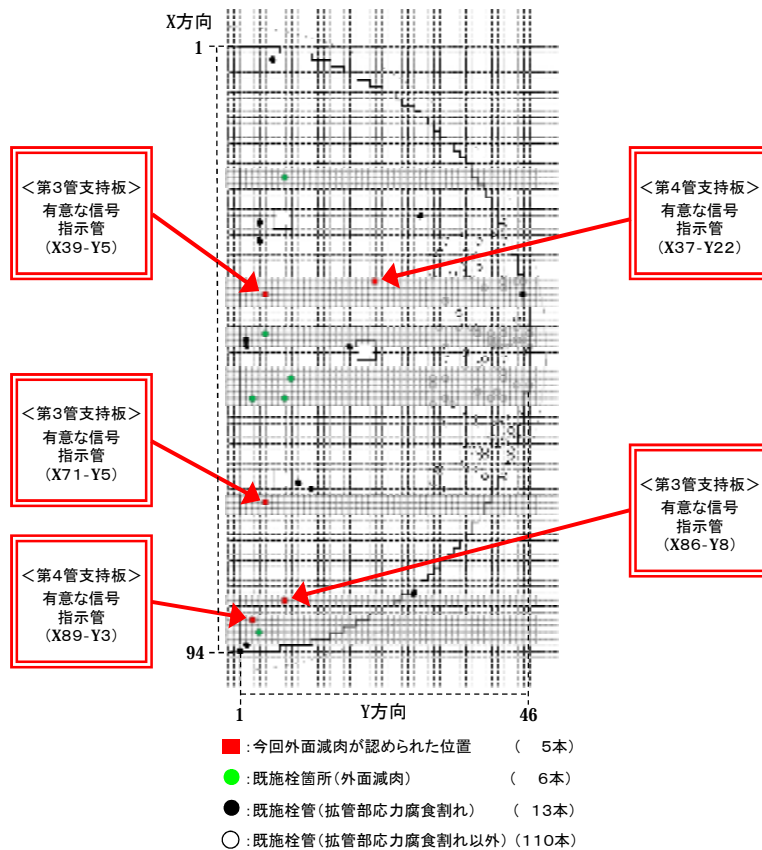 X方向
1
＜第3管支持板＞
有意な信号
指示管
(X39-Y5)
＜第4管支持板＞
有意な信号
指示管
(X37-Y22)
＜第3管支持板＞
有意な信号
指示管
(X71-Y5)
＜第3管支持板＞
有意な信号
指示管
(X86-Y8)
＜第4管支持板＞
有意な信号
指示管
(X89-Y3)
94
1
Y方向
46
:今回外面減肉が認められた位置 ( 5本)
:既施栓箇所(外面減肉) ( 6本)
:既施栓管(拡管部応力腐食割れ) ( 13本)
:既施栓管(拡管部応力腐食割れ以外) (110本)